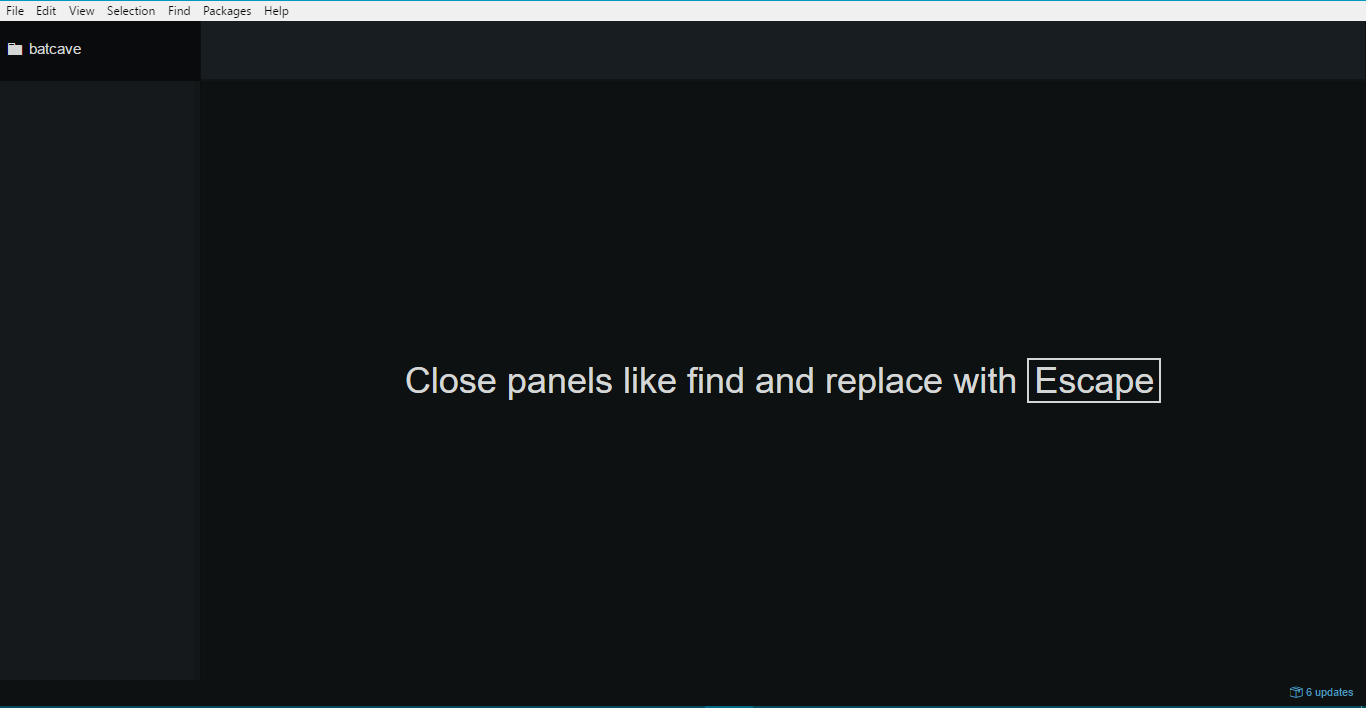 File Edit View Selection Find Packages Help
batcave
Close panels like find and replace with Escape
6 updates